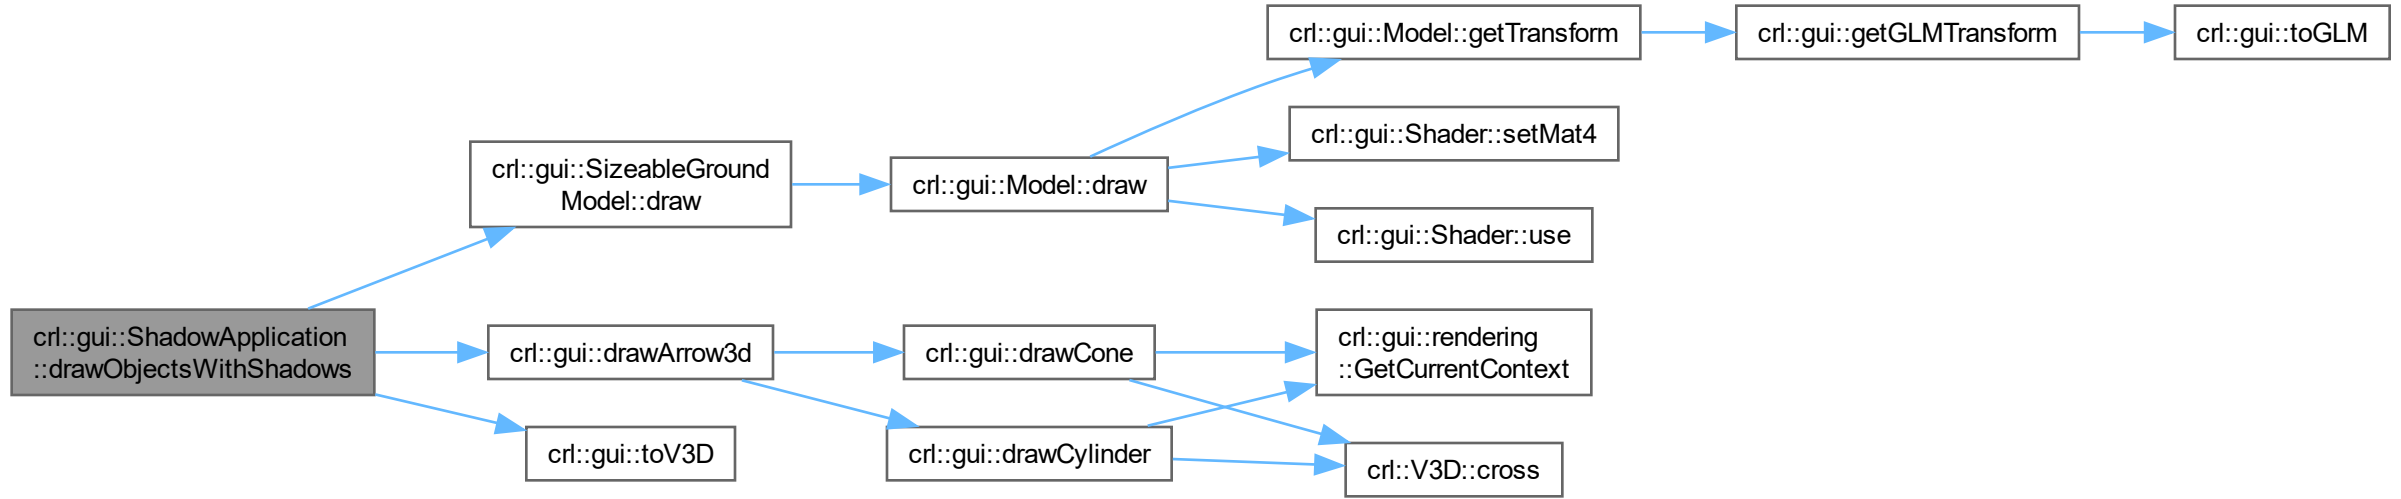 crl::gui::Model::getTransform
crl::gui::getGLMTransform
crl::gui::toGLM
crl::gui::Shader::setMat4
crl::gui::SizeableGround
Model::draw
crl::gui::Model::draw
crl::gui::Shader::use
crl::gui::ShadowApplication
::drawObjectsWithShadows
crl::gui::drawArrow3d
crl::gui::drawCone
crl::gui::rendering
::GetCurrentContext
crl::gui::toV3D
crl::gui::drawCylinder
crl::V3D::cross